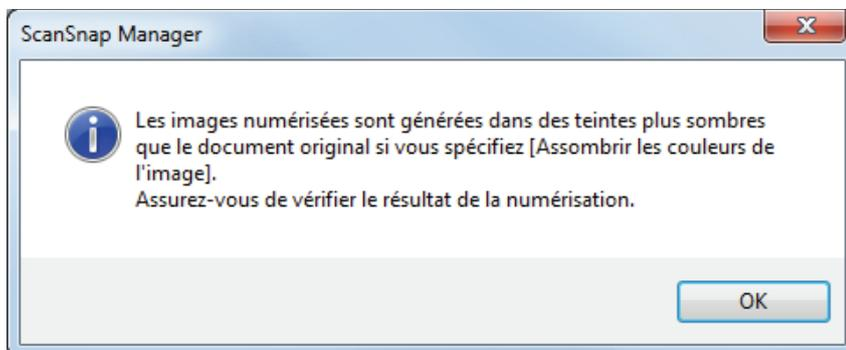 ScanSnap Manager
Les images numérisées sont générées dans des teintes plus sombres
que le document original si vous spécifiez [Assombrir les couleurs de
l'image].
Assurez-vous de vérifier le résultat de la numérisation.
OK